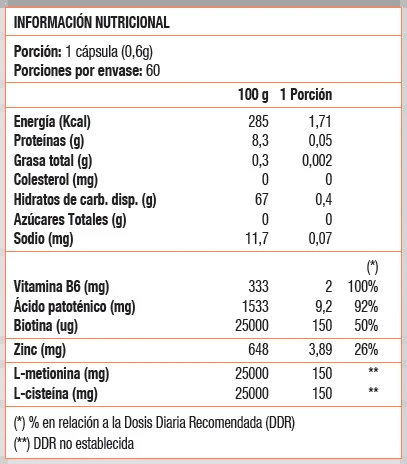 INFORMACIÓN NUTRICIONAL
Porción: 1 cápsula (0,6g)
Porciones por envase: 60
100 g 1 Porción
Energía (Kcal) 285 1,71
Proteínas (g) 8,3 0,05
Grasa total (g) 0,3 0,002
Colesterol (mg) 0 0
Hidratos de carb. disp. (g) 67 0,4
Azúcares Totales (g) 0 0
Sodio (mg) 11,7 0,07
(*)
Vitamina B6 (mg) 333 2 100%
Ácido patoténico (mg) 1533 9,2 92%
Biotina (ug) 25000 150 50%
Zinc (mg) 648 3,89 26%
L-metionina (mg) 25000 150 **
L-cisteína (mg) 25000 150 **
(*) % en relación a la Dosis Diaria Recomendada (DDR)
(**) DDR no establecida